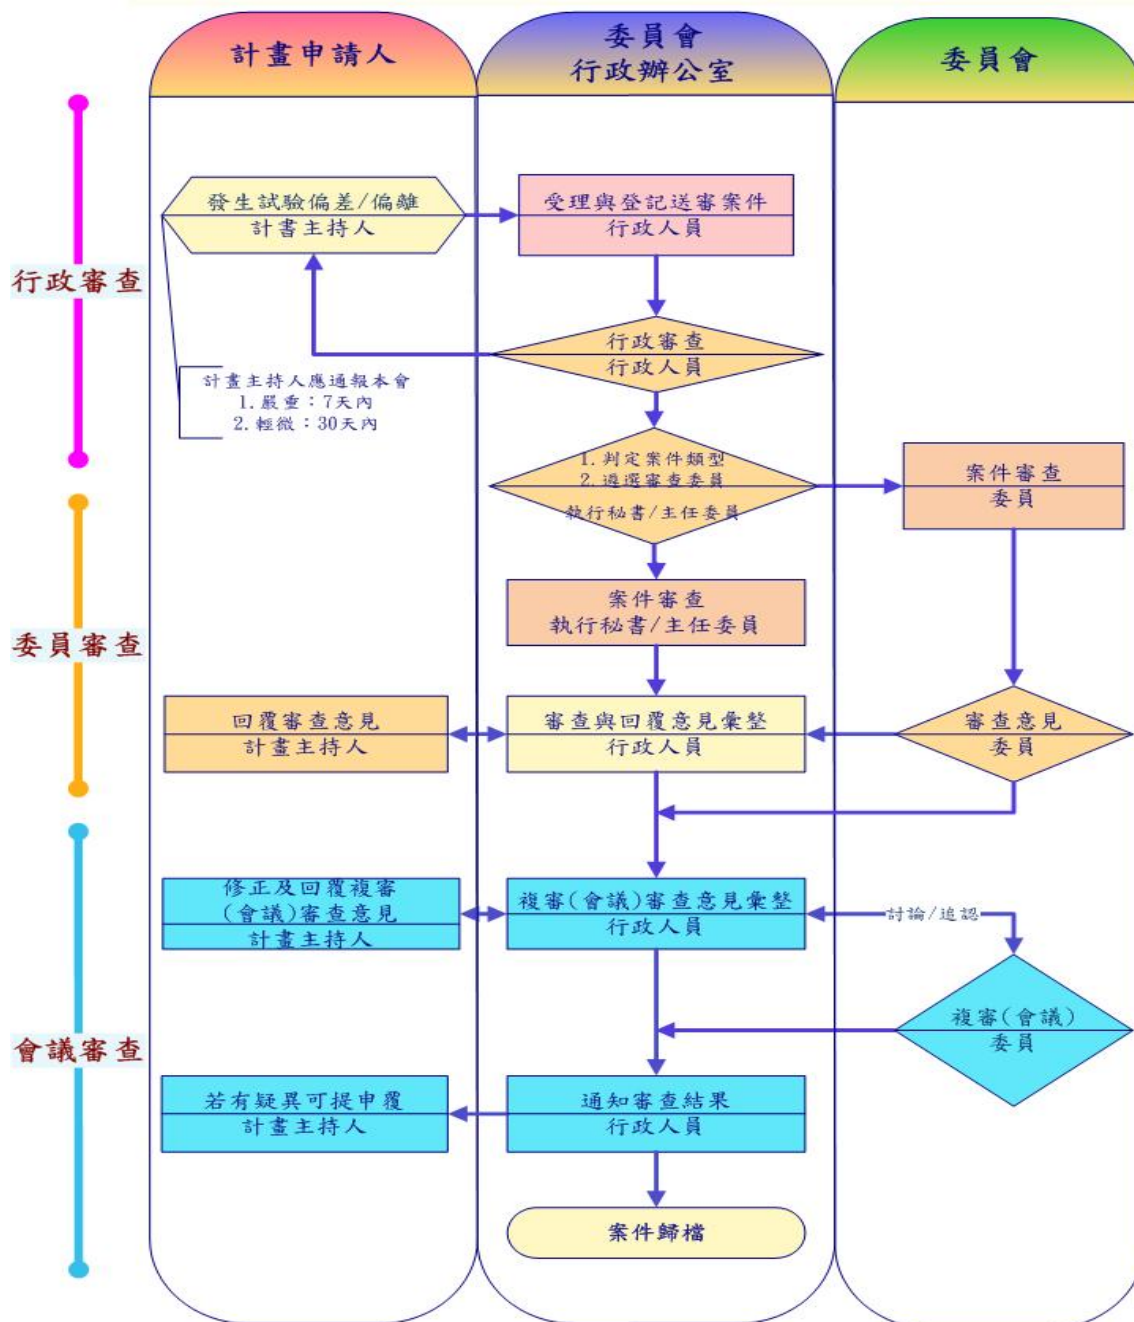 計畫申請人
委員會
行政辦公室
委員會
行政審查
發生試驗偏差/偏離
計書主持人
受理與登記送審案件
行政人員
行政審查
行政人員
計畫主持人應通報本會
1.嚴重：7天內
2.輕微：30天內
1.判定案件類型
2.遴選審查委員
執行秘書/主任委員
案件審查
委員
委員審查
案件審查
執行秘書/主任委員
回覆審查意見
計畫主持人
審查與回覆意見彙整
行政人員
審查意見
委員
會議審查
修正及回覆複審
(會議)審查意見
計畫主持人
複審(會議)審查意見彙整
行政人員
討論/追認
複審(會議)
委員
若有疑異可提申覆
計畫主持人
通知審查結果
行政人員
案件歸檔